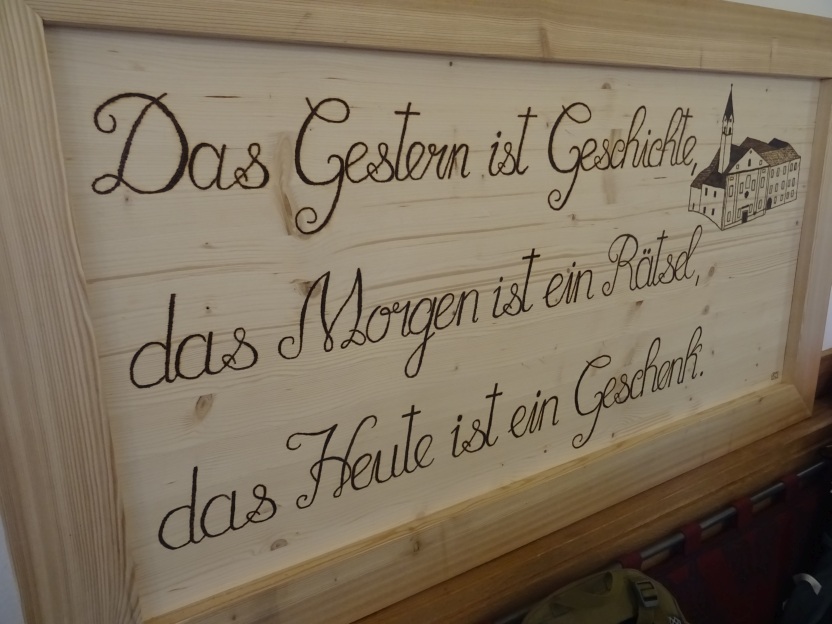 Das Gestern ist Geschichte,
das Morgen ist ein Rätsel,
das Heute ist ein Geschenk.